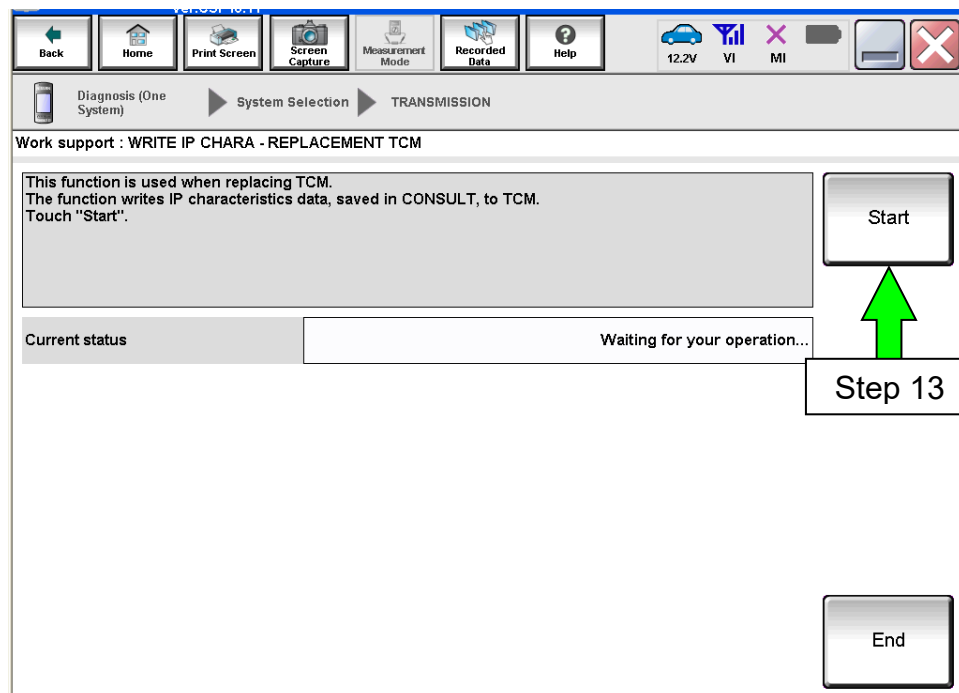 Back
Home
Print Screen
Screen
Capture
Measurement
Mode
Recorded
Data
Help
12.2V
VI
MI
Diagnosis (One
System)
System Selection
TRANSMISSION
Work support : WRITE IP CHARA - REPLACEMENT TCM
This function is used when replacing TCM.
The function writes IP characteristics data, saved in CONSULT, to TCM.
Touch "Start".
Start
Current status
Waiting for your operation...
Step 13
End